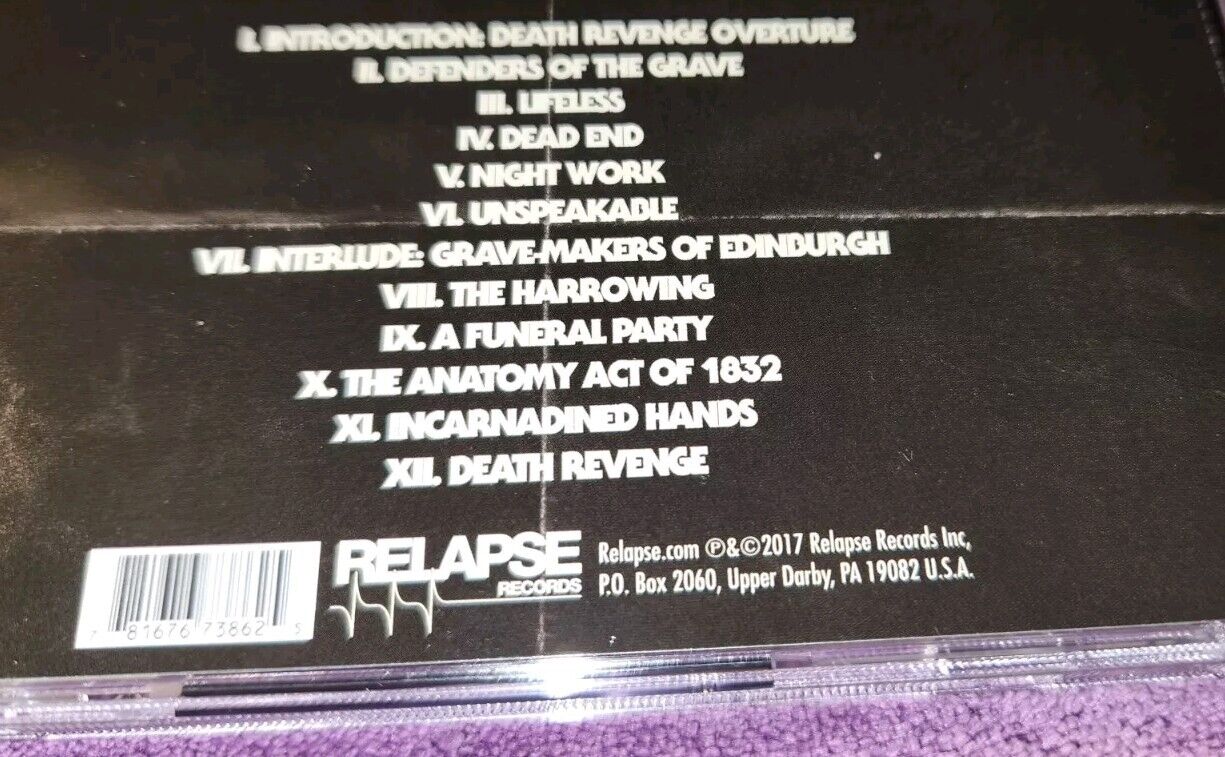 I. INTRODUCTION: DEATH REVENGE OVERTURE
II. DEFENDERS OF THE GRAVE
III. LIFELESS
IV. DEAD END
V. NIGHT WORK
VI. UNSPEAKABLE
VII. INTERLUDE: GRAVE-MAKERS OF EDINBURGH
VIII. THE HARROWING
IX. A FUNERAL PARTY
X. THE ANATOMY ACT OF 1832
XI. INCARNADINED HANDS
XII. DEATH REVENGE
7 81676 73862 5
RELAPSE
RECORDS
Relapse.com ℗&©2017 Relapse Records Inc,
P.O. Box 2060, Upper Darby, PA 19082 U.S.A.